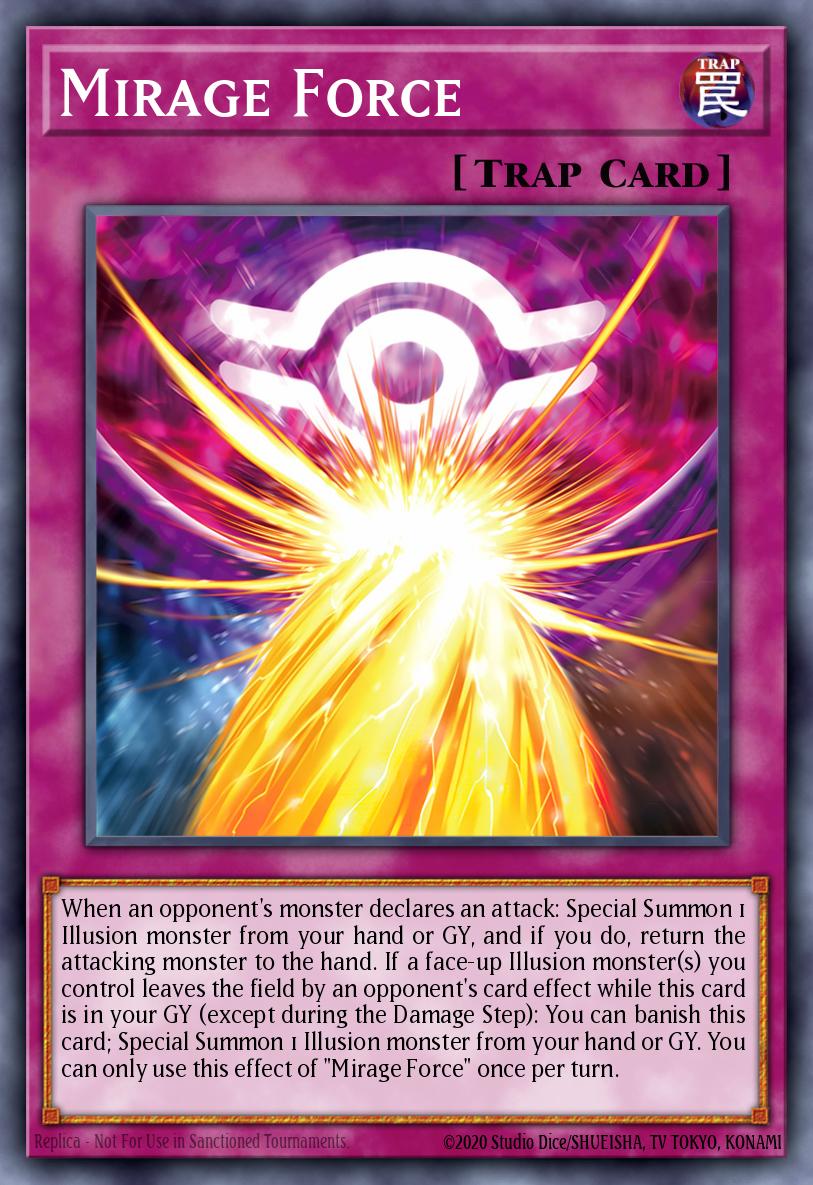 Mirage Force
TRAP
罠
[Trap Card]
When an opponent's monster declares an attack: Special Summon 1
Illusion monster from your hand or GY, and if you do, return the
attacking monster to the hand. If a face-up Illusion monster(s) you
control leaves the field by an opponent's card effect while this card
is in your GY (except during the Damage Step): You can banish this
card; Special Summon 1 Illusion monster from your hand or GY. You
can only use this effect of "Mirage Force" once per turn.
Replica - Not For Use in Sanctioned Tournaments.
©2020 Studio Dice/SHUEISHA, TV TOKYO, KONAMI